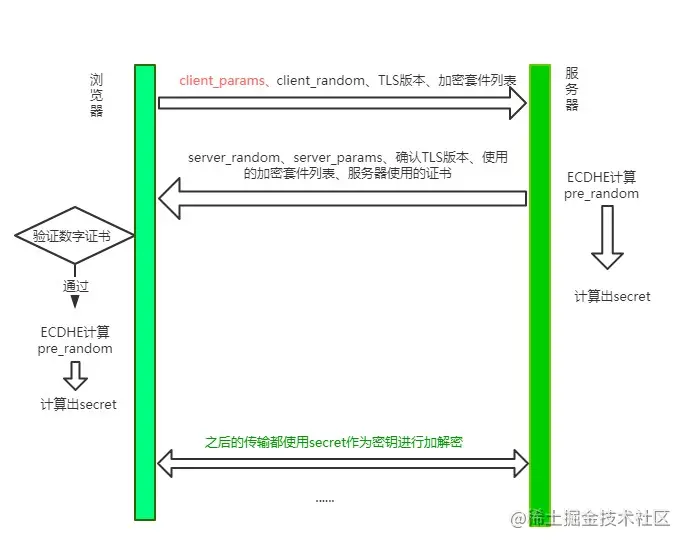 client_params、client_random、TLS版本、加密套件列表
浏览器
服务器
server_random、server_params、确认TLS版本、使用
的加密套件列表、服务器使用的证书
ECDHE计算
pre_random
验证数字证书
通过
计算出secret
ECDHE计算
pre_random
计算出secret
之后的传输都使用secret作为密钥进行加解密
......
@稀土掘金技术社区